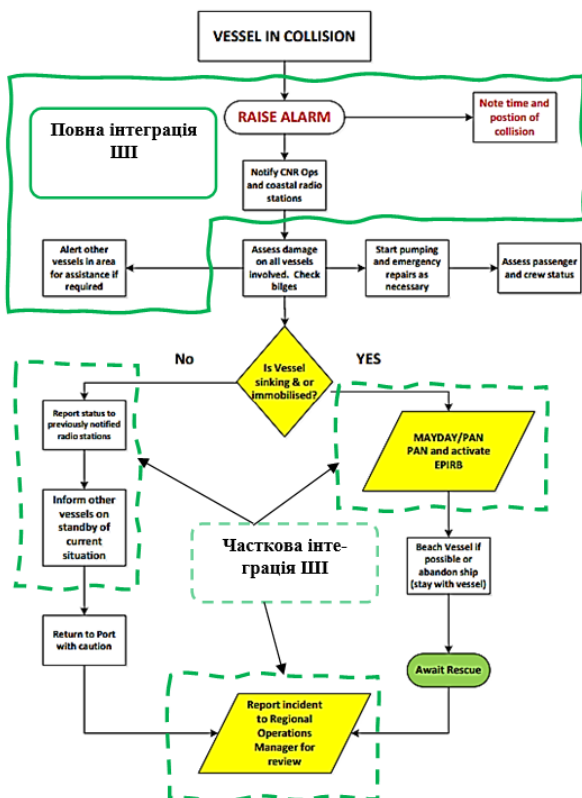 VESSEL IN COLLISION
Повна інтеграція
ШІ
RAISE ALARM
Note time and
postion of
collision
Notify CNR Ops
and coastal radio
stations
Alert other
vessels in area
for assistance if
required
Assess damage
on all vessels
involved. Check
bilges
Start pumping
and emergency
repairs as
necessary
Assess passenger
and crew status
No
YES
Is Vessel
sinking & or
immobilised?
Report status to
previously notified
radio stations
MAYDAY/PAN
PAN and activate
EPIRB
Inform other
vessels on
standby of
current
situation
Часткова інте-
грація ШІ
Beach Vessel if
possible or
abandon ship
(stay with vessel)
Return to Port
with caution
Await Rescue
Report incident
to Regional
Operations
Manager for
review